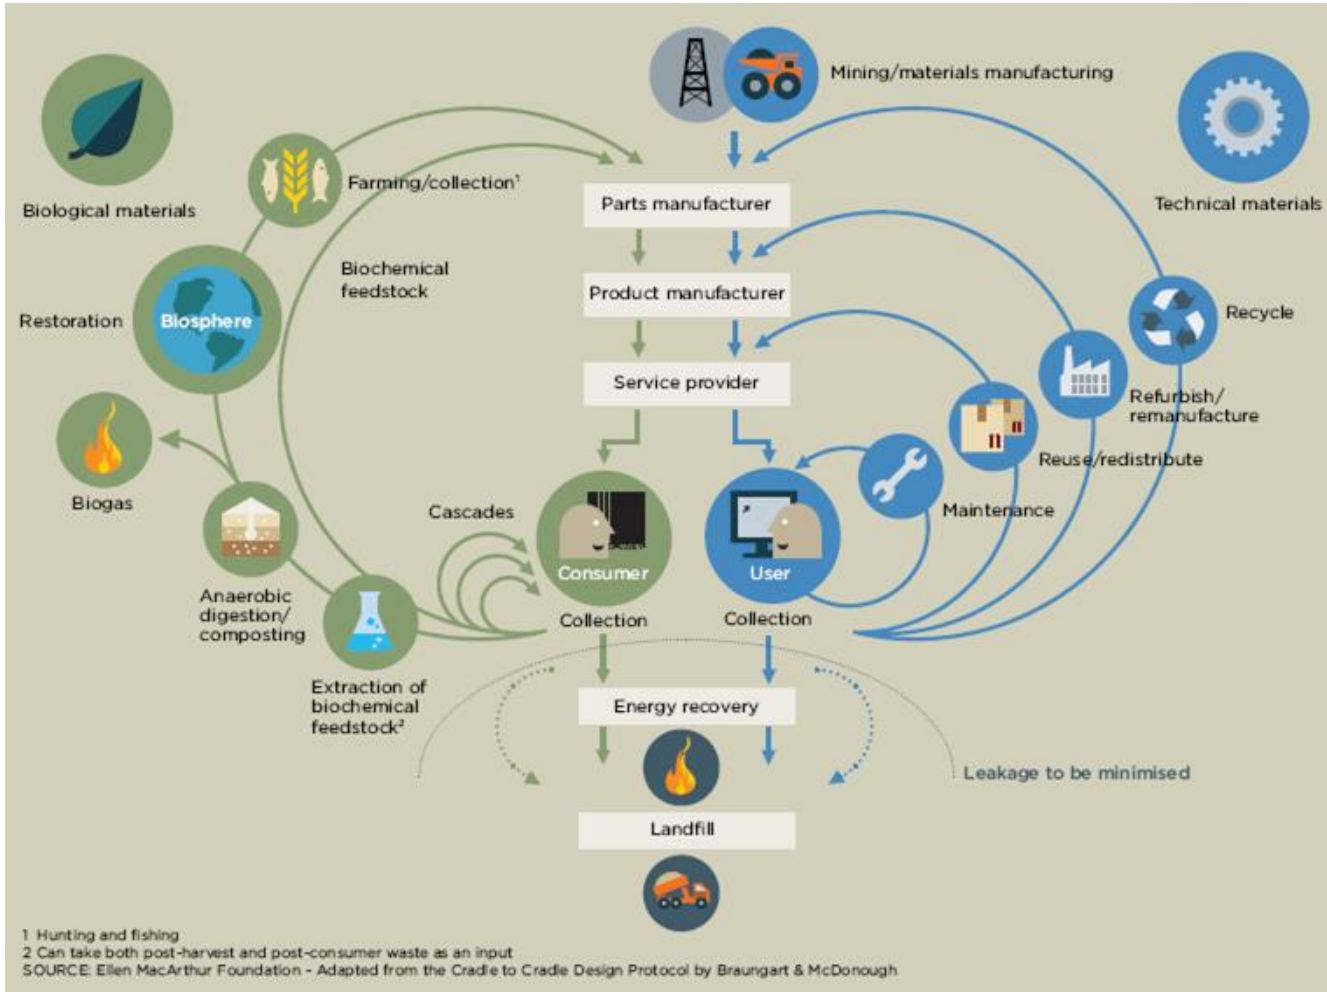 Mining/materials manufacturing
Biological materials
Technical materials
Farming/collection¹
Parts manufacturer
Biochemical
feedstock
Product manufacturer
Restoration
Biosphere
Recycle
Service provider
Refurbish/
remanufacture
Reuse/redistribute
Biogas
Cascades
Maintenance
Consumer
User
Anaerobic
digestion/
composting
Collection
Collection
Extraction of
biochemical
feedstock²
Energy recovery
Leakage to be minimised
Landfill
1 Hunting and fishing
2 Can take both post-harvest and post-consumer waste as an input
SOURCE: Ellen MacArthur Foundation - Adapted from the Cradle to Cradle Design Protocol by Braungart & McDonough